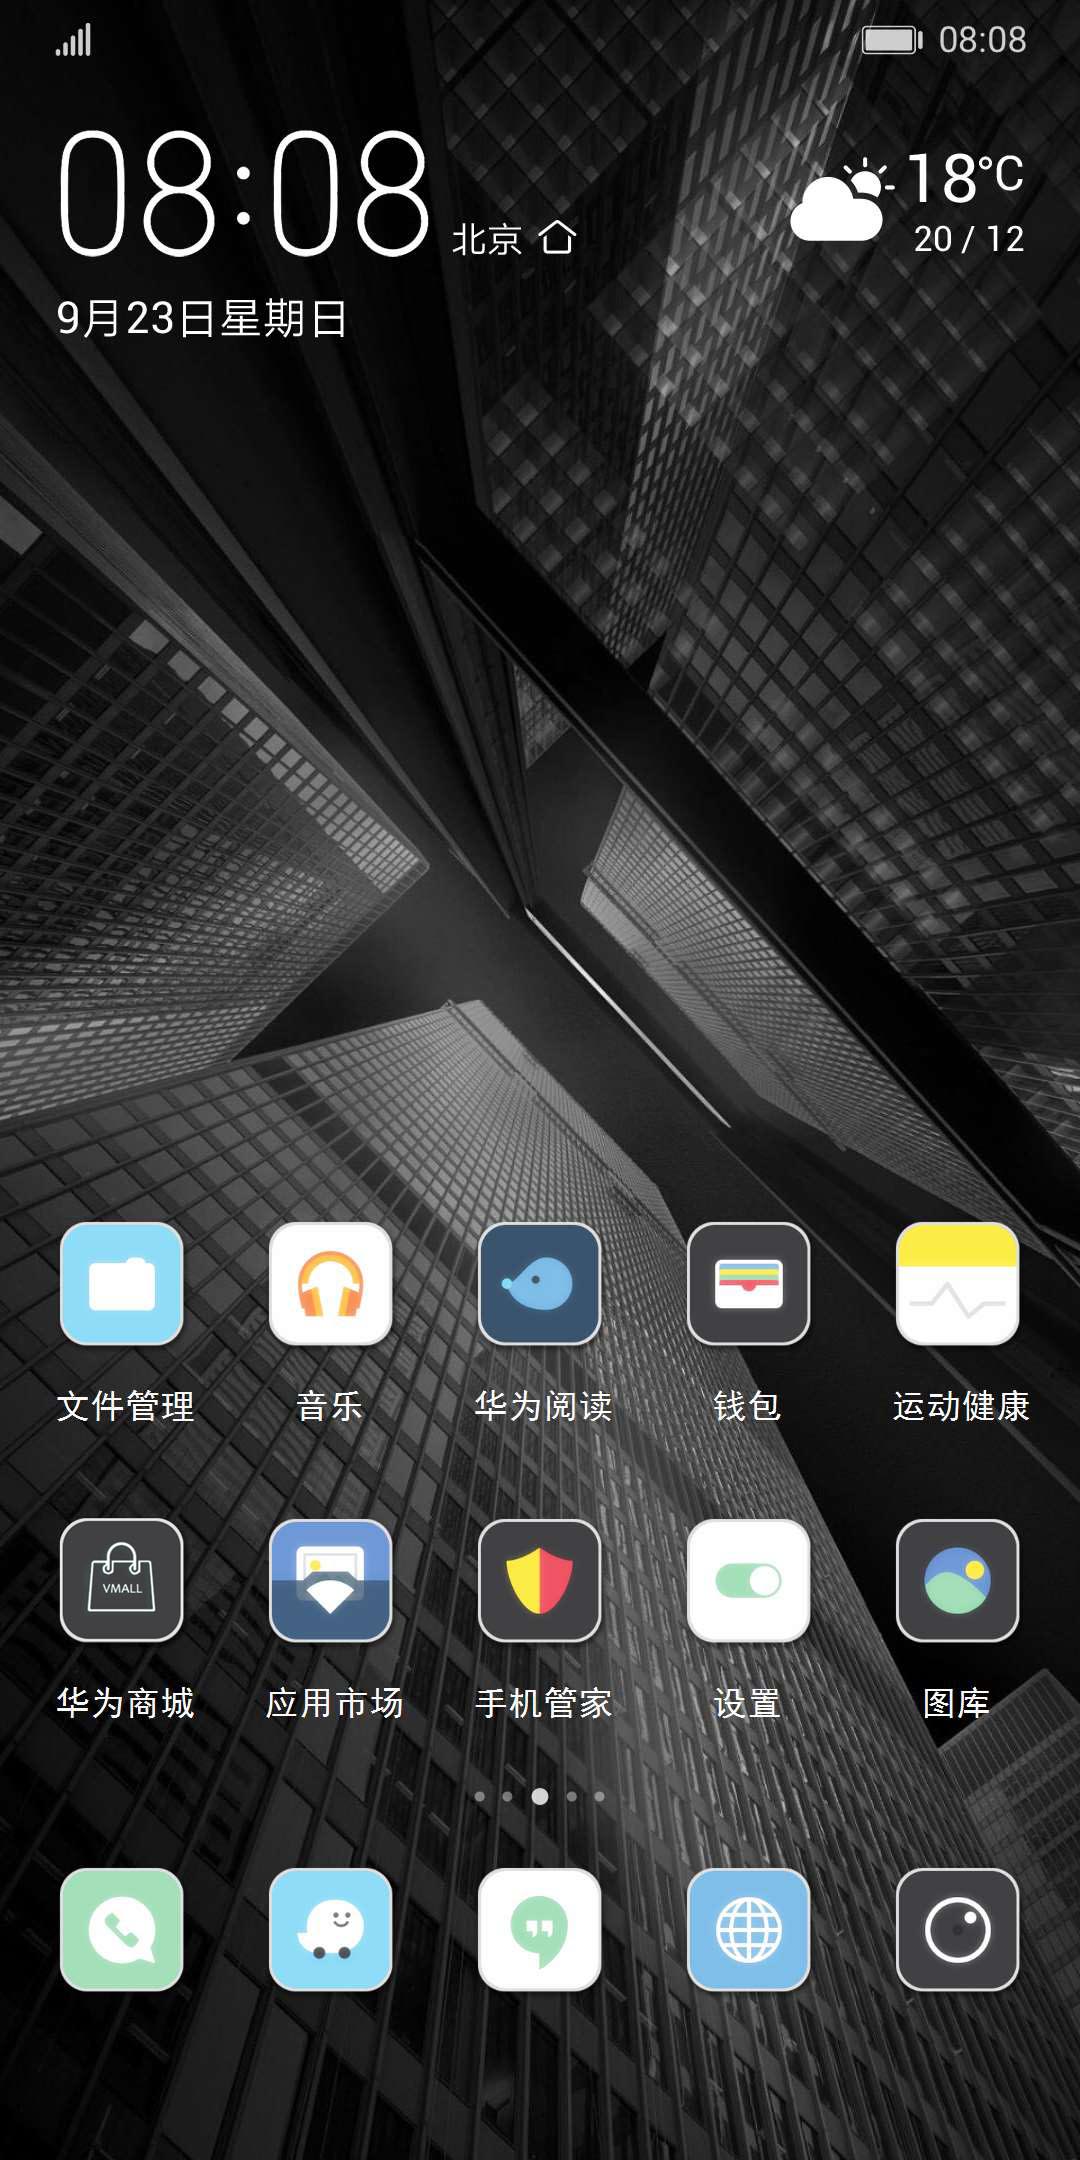 08:08
08:08 北京
18°C
20 / 12
9月23日星期日
文件管理 音乐 华为阅读 钱包 运动健康
VMALL
华为商城 应用市场 手机管家 设置 图库